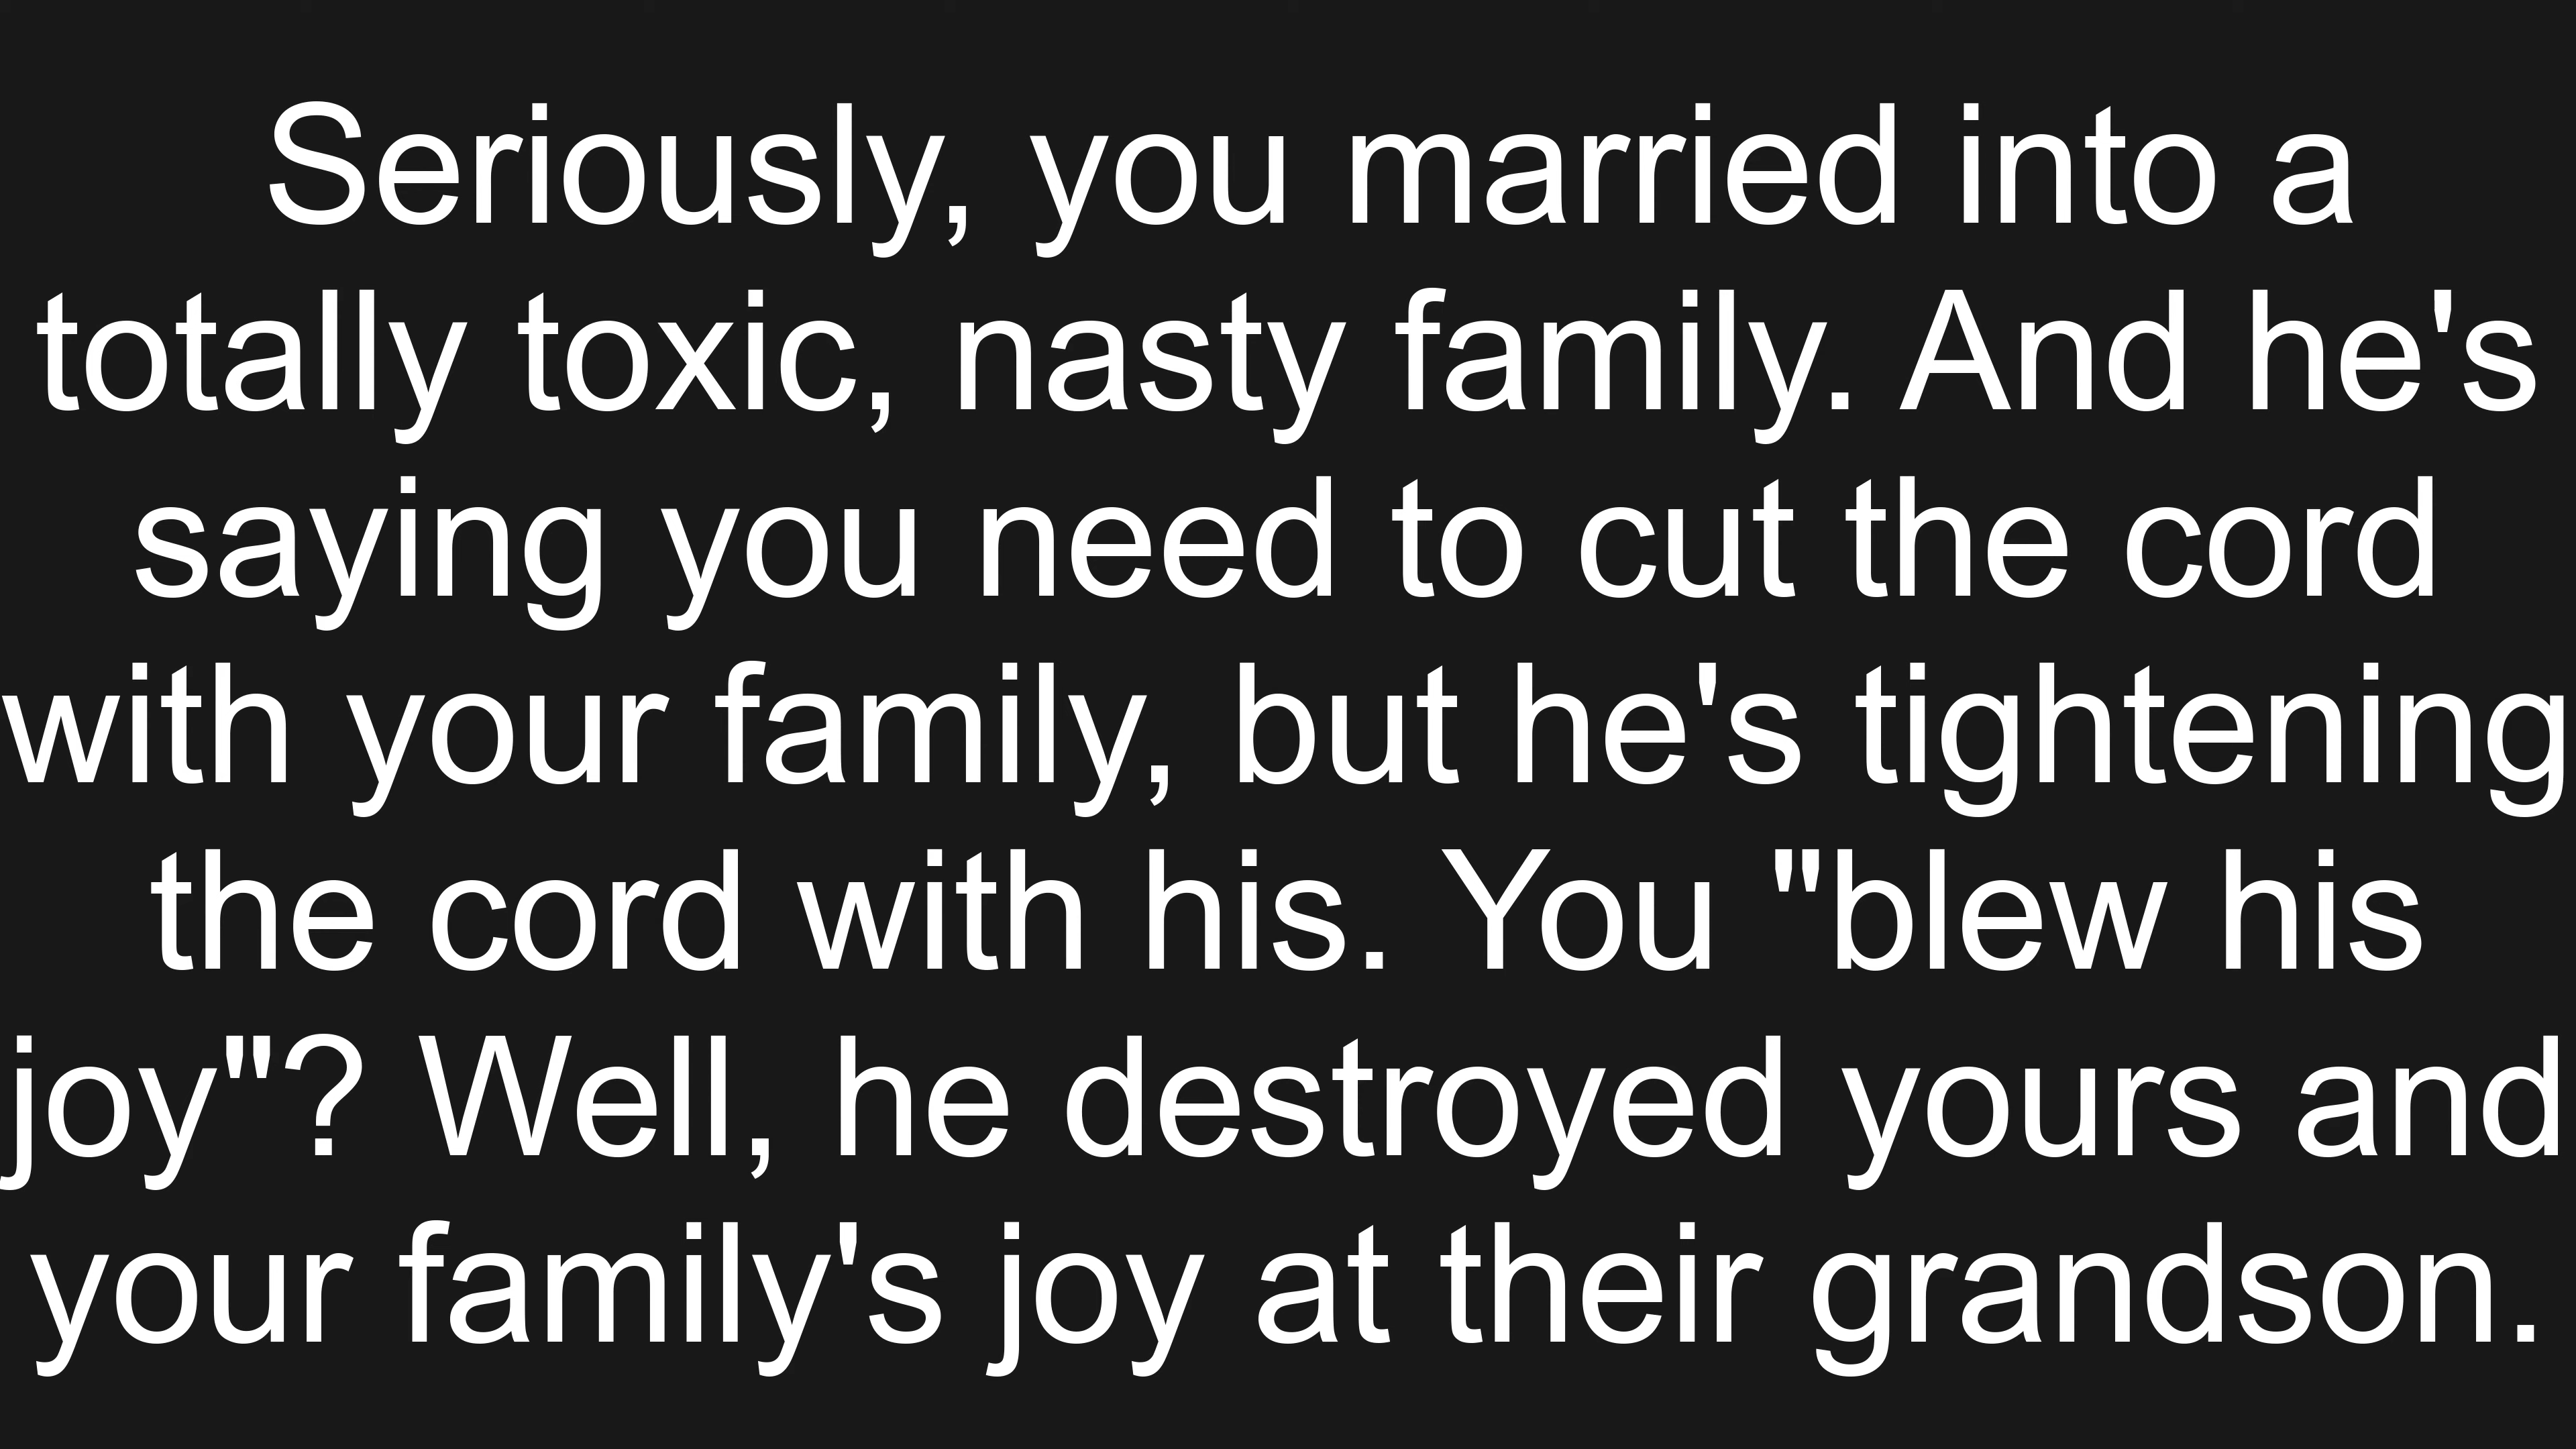 Seriously, you married into a
totally toxic, nasty family. And he's
saying you need to cut the cord
with your family, but he's tightening
the cord with his. You "blew his
joy"? Well, he destroyed yours and
your family's joy at their grandson.